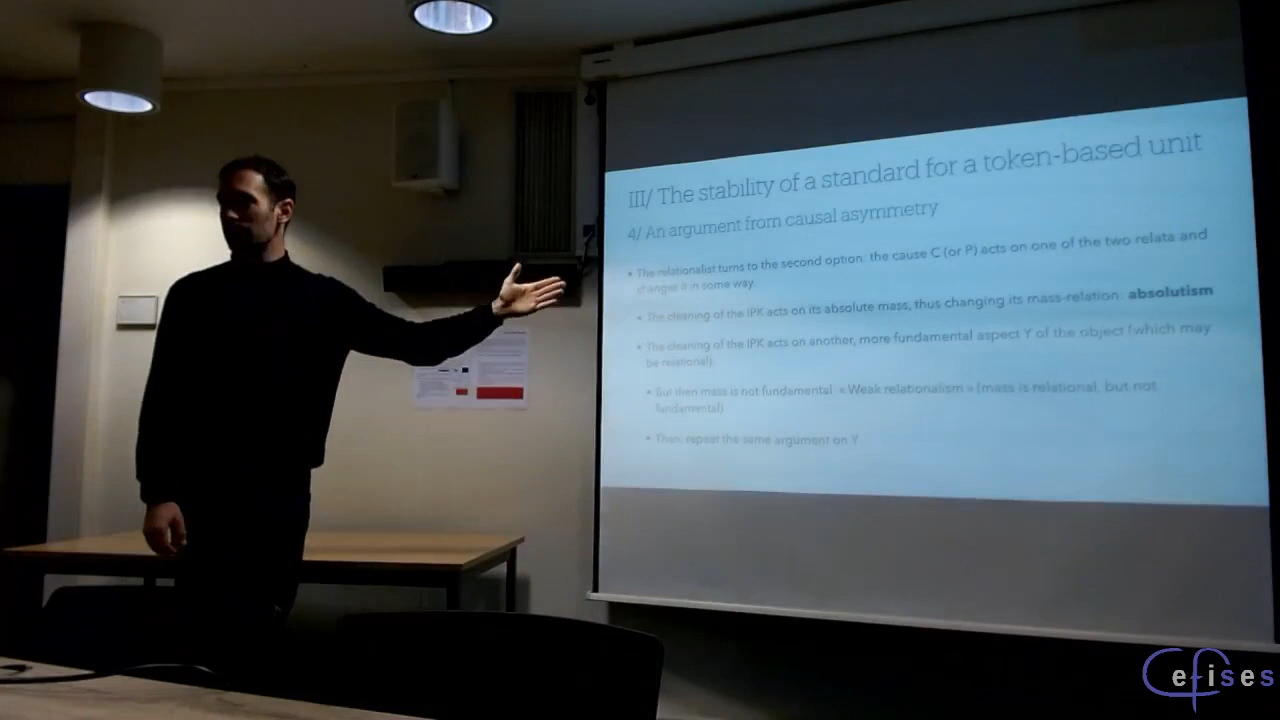 III/ The stability of a standard for a token-based unit
4/ An argument from causal asymmetry
• The relationalist turns to the second option: the cause C (or P) acts on one of the two relata and
changes it in some way.
• The cleaning of the IPK acts on its absolute mass, thus changing its mass-relation: absolutism
• The cleaning of the IPK acts on another, more fundamental aspect Y of the object (which may
be relational).
• But then mass is not fundamental « Weak relationalism » (mass is relational, but not
fundamental)
• Then: repeat the same argument on Y
Cefises